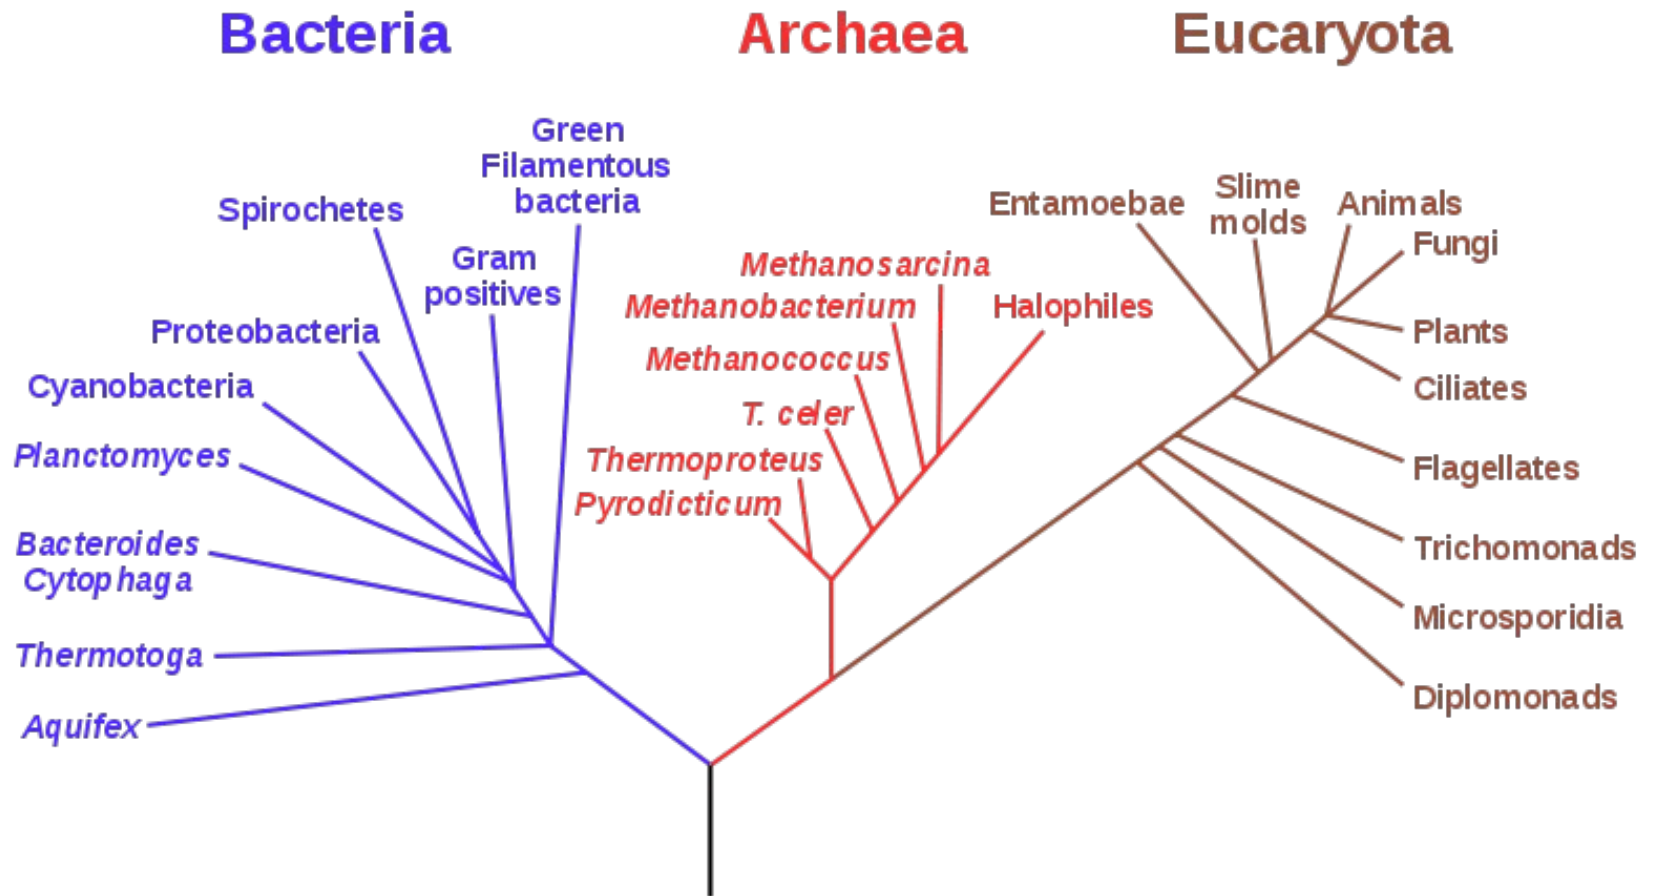 Bacteria
Archaea
Eucaryota
Green
Filamentous
bacteria
Spirochetes
Gram
positives
Proteobacteria
Cyanobacteria
Planctomyces
Bacteroides
Cytophaga
Thermotoga
Aquifex
Methanosarcina
Methanobacterium
Halophiles
Methanococcus
T. celer
Thermoproteus
Pyrodicticum
Entamoebae
Slime
molds
Animals
Fungi
Plants
Ciliates
Flagellates
Trichomonads
Microsporidia
Diplomonads